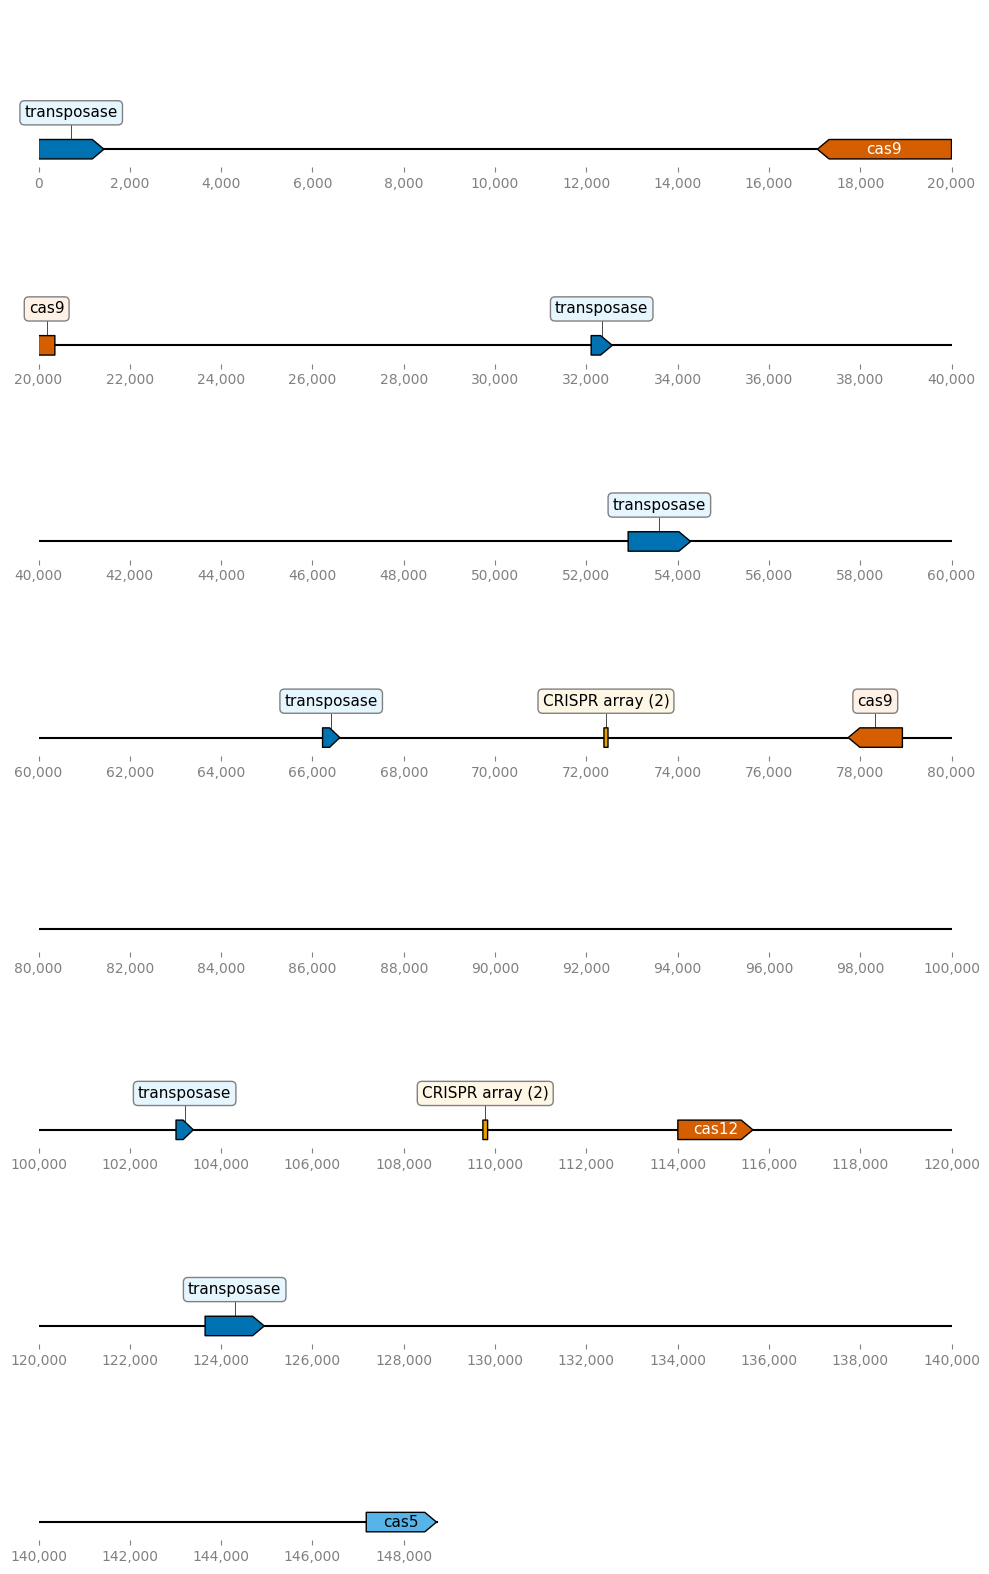 transposase
cas9
0 2,000 4,000 6,000 8,000 10,000 12,000 14,000 16,000 18,000 20,000
cas9 transposase
20,000 22,000 24,000 26,000 28,000 30,000 32,000 34,000 36,000 38,000 40,000
transposase
40,000 42,000 44,000 46,000 48,000 50,000 52,000 54,000 56,000 58,000 60,000
transposase CRISPR array (2) cas9
60,000 62,000 64,000 66,000 68,000 70,000 72,000 74,000 76,000 78,000 80,000
80,000 82,000 84,000 86,000 88,000 90,000 92,000 94,000 96,000 98,000 100,000
transposase CRISPR array (2)
cas12
100,000 102,000 104,000 106,000 108,000 110,000 112,000 114,000 116,000 118,000 120,000
transposase
120,000 122,000 124,000 126,000 128,000 130,000 132,000 134,000 136,000 138,000 140,000
cas5
140,000 142,000 144,000 146,000 148,000